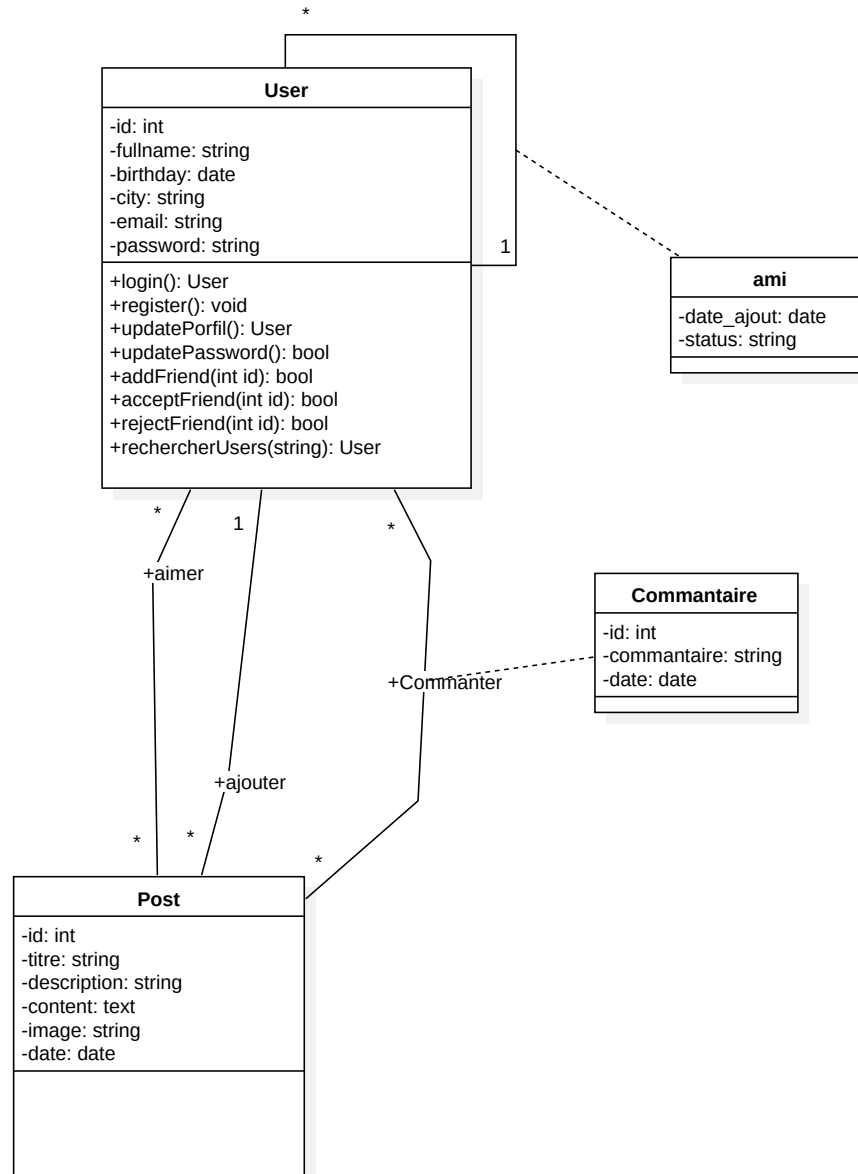 *
User
-id: int
-fullname: string
-birthday: date
-city: string
-email: string
-password: string
1
+login(): User
+register(): void
+updatePorfil(): User
+updatePassword(): bool
+addFriend(int id): bool
+acceptFriend(int id): bool
+rejectFriend(int id): bool
+rechercherUsers(string): User
ami
-date_ajout: date
-status: string
*
1
*
+aimer
Commantaire
-id: int
-commantaire: string
-date: date
+Commanter
+ajouter
*
*
*
Post
-id: int
-titre: string
-description: string
-content: text
-image: string
-date: date